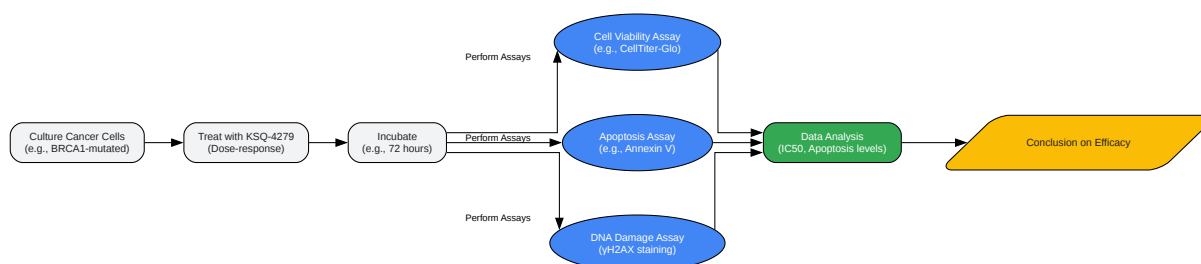 Cell Viability Assay
(e.g., CellTiter-Glo)
Perform Assays
Culture Cancer Cells
(e.g., BRCA1-mutated)
Treat with KSQ-4279
(Dose-response)
Incubate
(e.g., 72 hours)
Perform Assays
Apoptosis Assay
(e.g., Annexin V)
Data Analysis
(IC50, Apoptosis levels)
Conclusion on Efficacy
Perform Assays
DNA Damage Assay
(γH2AX staining)